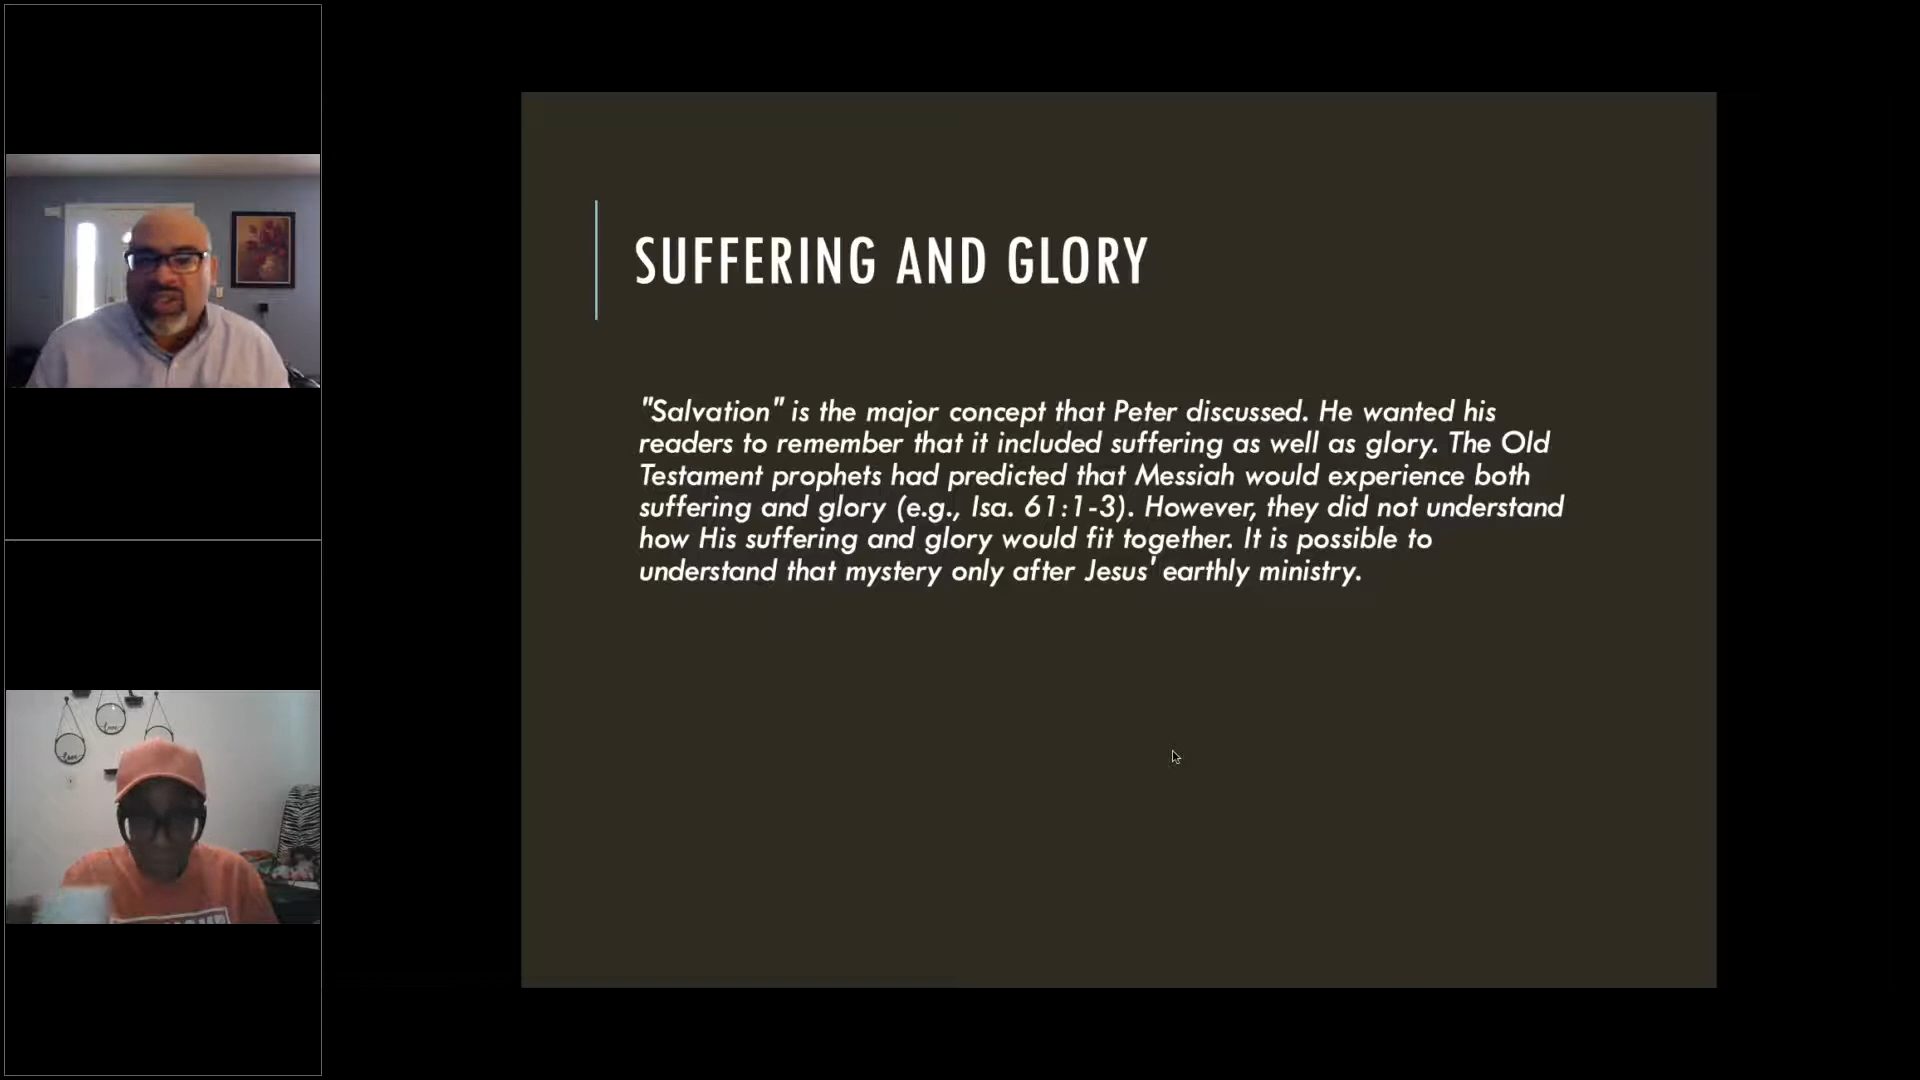 SUFFERING AND GLORY
"Salvation" is the major concept that Peter discussed. He wanted his
readers to remember that it included suffering as well as glory. The Old
Testament prophets had predicted that Messiah would experience both
suffering and glory (e.g., Isa. 61:1-3). However, they did not understand
how His suffering and glory would fit together. It is possible to
understand that mystery only after Jesus' earthly ministry.